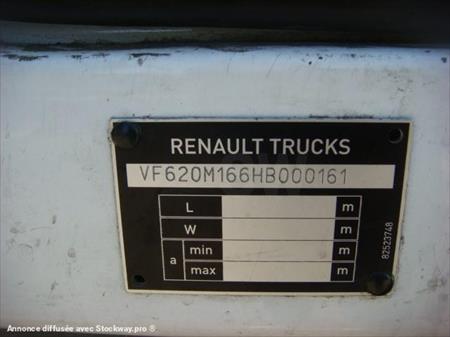 RENAULT TRUCKS
VF620M166HB000161
L m
W m
a min m
max m
82523748
Annonce diffusée avec Stockway.pro ®